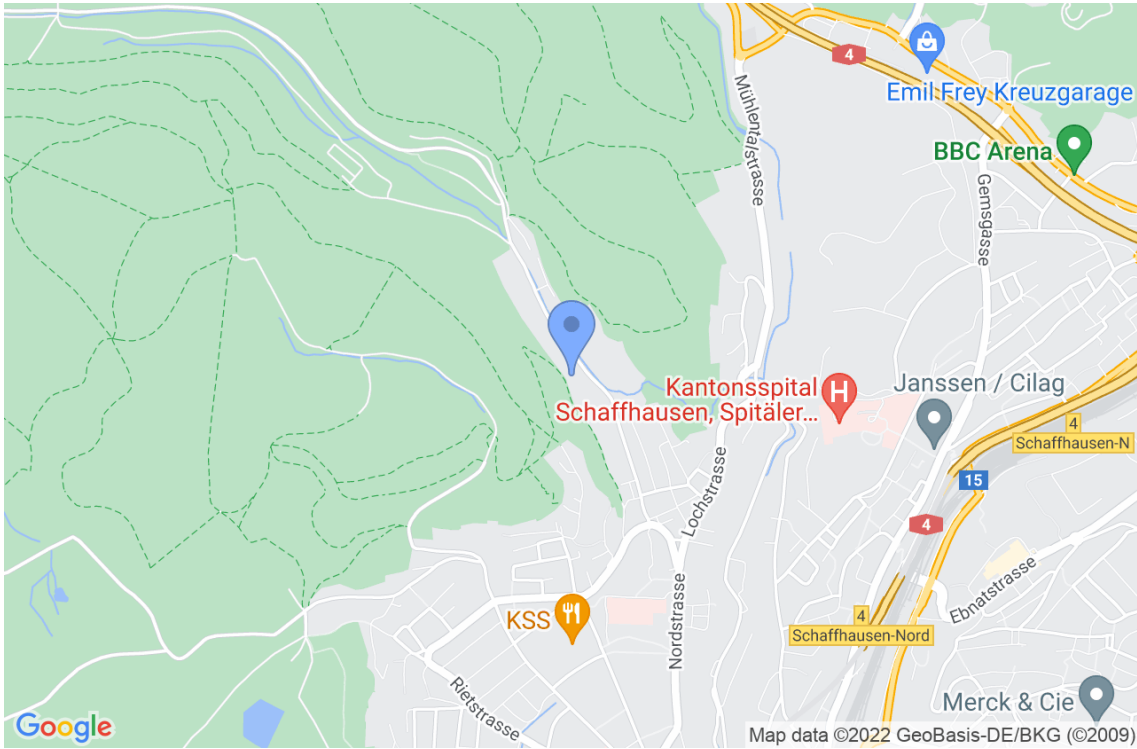 4
Emil Frey Kreuzgarage
BBC Arena
Mühlentalstrasse
Gemsgasse
Kantonsspital
Schaffhausen, Spitäler...
H
Janssen / Cilag
4
Schaffhausen-N
15
4
Lochstrasse
Ebnatstrasse
KSS
4
Schaffhausen-Nord
Nordstrasse
Rietstrasse
Merck & Cie
Google
Map data ©2022 GeoBasis-DE/BKG (©2009)